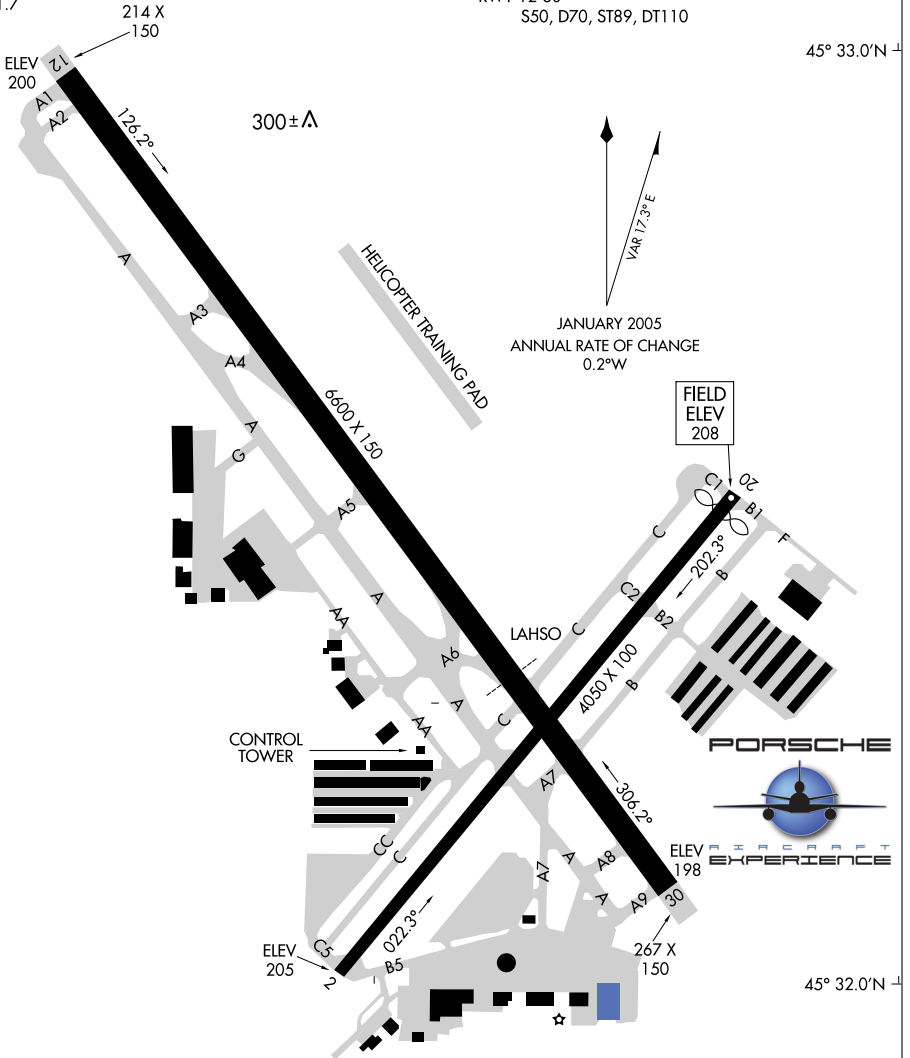 214 X
150
S50, D70, ST89, DT110
45° 33.0'N
12
ELEV
200
A1
A2
126.2°
300±
VAR 17.3° E
HELICOPTER TRAINING PAD
A
A3
JANUARY 2005
ANNUAL RATE OF CHANGE
0.2°W
A4
FIELD
ELEV
208
6600 X 150
A
G
C1
20
A5
B1
C
F
202.3°
B
A
C2
AA
B2
C
LAHSO
A6
B
4050 X 100
A
C
AA
CONTROL
TOWER
PORSCHE
A7
306.2°
CC
C
A
A8
ELEV
198
AIRCRAFT
EXPERIENCE
A7
A
A9
30
022.3°
C5
ELEV
205
2
B5
267 X
150
45° 32.0'N